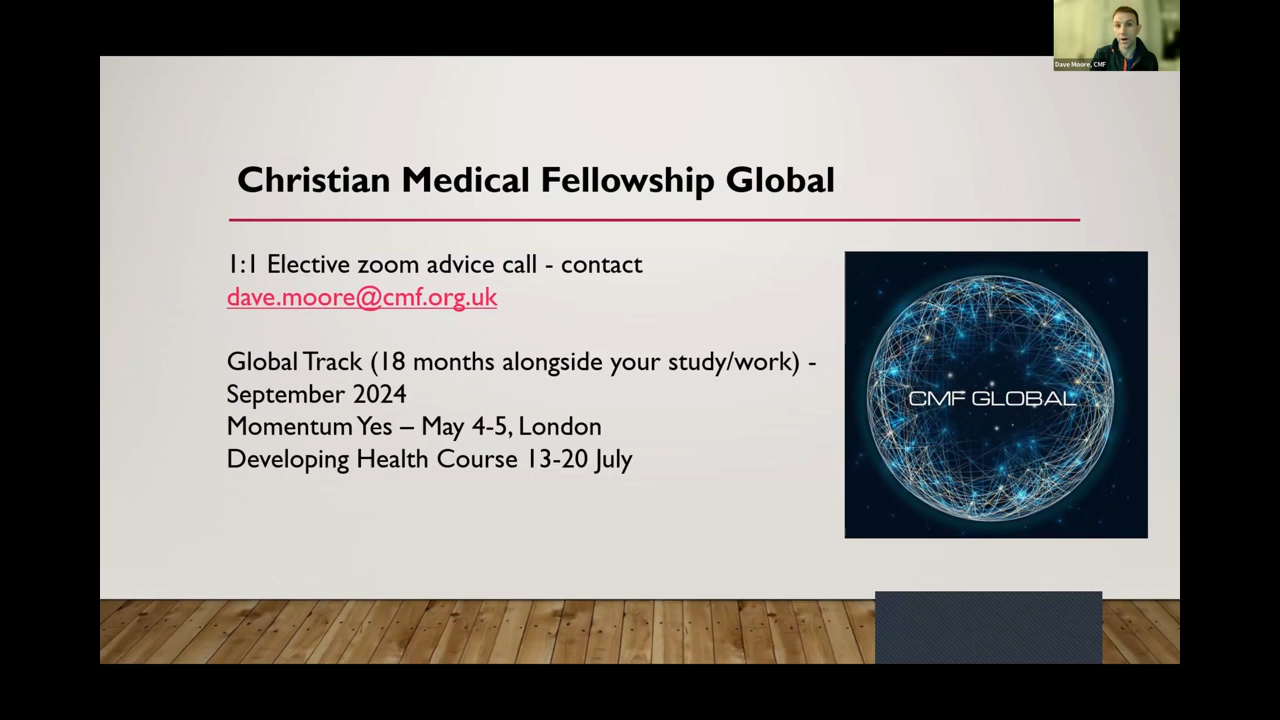 Dave Moore, CMF
Christian Medical Fellowship Global
1:1 Elective zoom advice call - contact
dave.moore@cmf.org.uk
Global Track (18 months alongside your study/work) -
September 2024
Momentum Yes – May 4-5, London
Developing Health Course 13-20 July
CMF GLOBAL